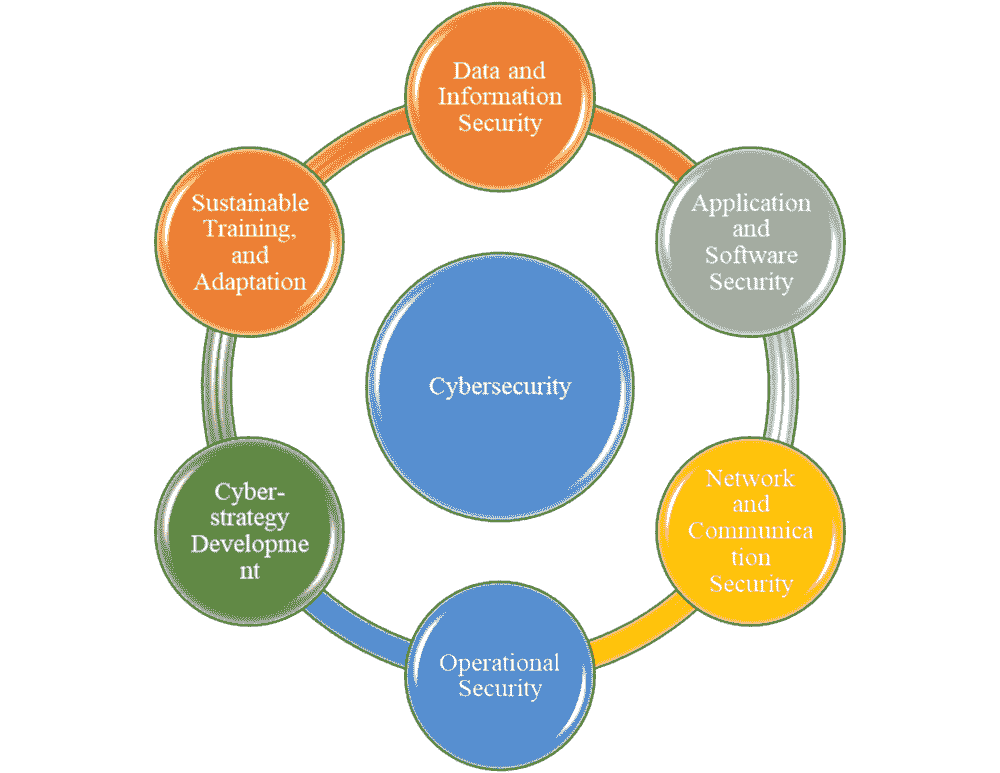 Data and
Information
Security
Application
and
Software
Security
Network
and
Communica
tion
Security
Operational
Security
Cyber-
strategy
Developme
nt
Sustainable
Training,
and
Adaptation
Cybersecurity